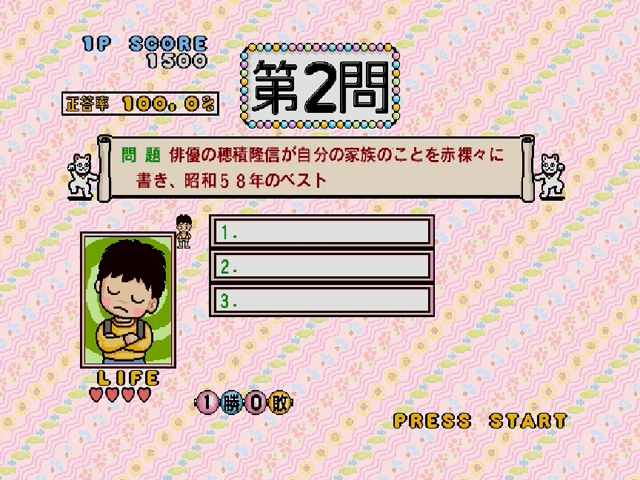 1P SCORE
1500
第2問
正答率 100.0%
問題 俳優の穂積隆信が自分の家族のことを赤裸々に
書き、昭和58年のベスト
1.
2.
3.
LIFE
1勝0敗
PRESS START